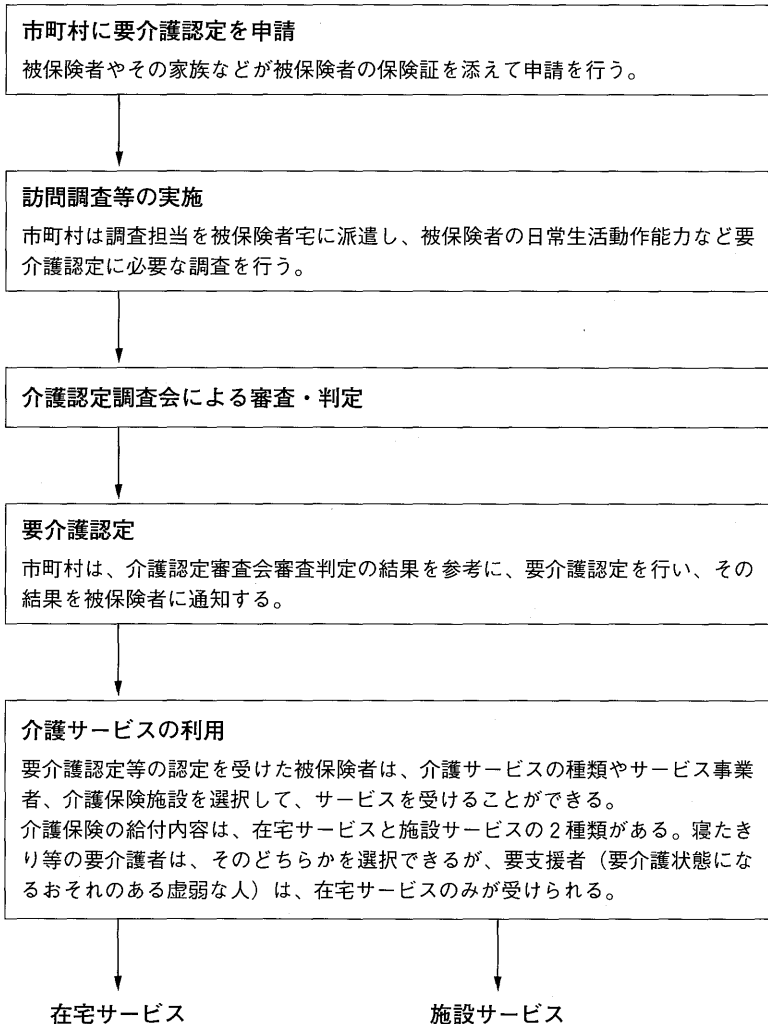 市町村に要介護認定を申請
被保険者やその家族などが被保険者の保険証を添えて申請を行う。
訪問調査等の実施
市町村は調査担当を被保険者宅に派遣し、被保険者の日常生活動作能力など要
介護認定に必要な調査を行う。
介護認定調査会による審査・判定
要介護認定
市町村は、介護認定審査会審査判定の結果を参考に、要介護認定を行い、その
結果を被保険者に通知する。
介護サービスの利用
要介護認定等の認定を受けた被保険者は、介護サービスの種類やサービス事業
者、介護保険施設を選択して、サービスを受けることができる。
介護保険の給付内容は、在宅サービスと施設サービスの2種類がある。寝たき
り等の要介護者は、そのどちらかを選択できるが、要支援者（要介護状態にな
るおそれのある虚弱な人）は、在宅サービスのみが受けられる。
在宅サービス
施設サービス